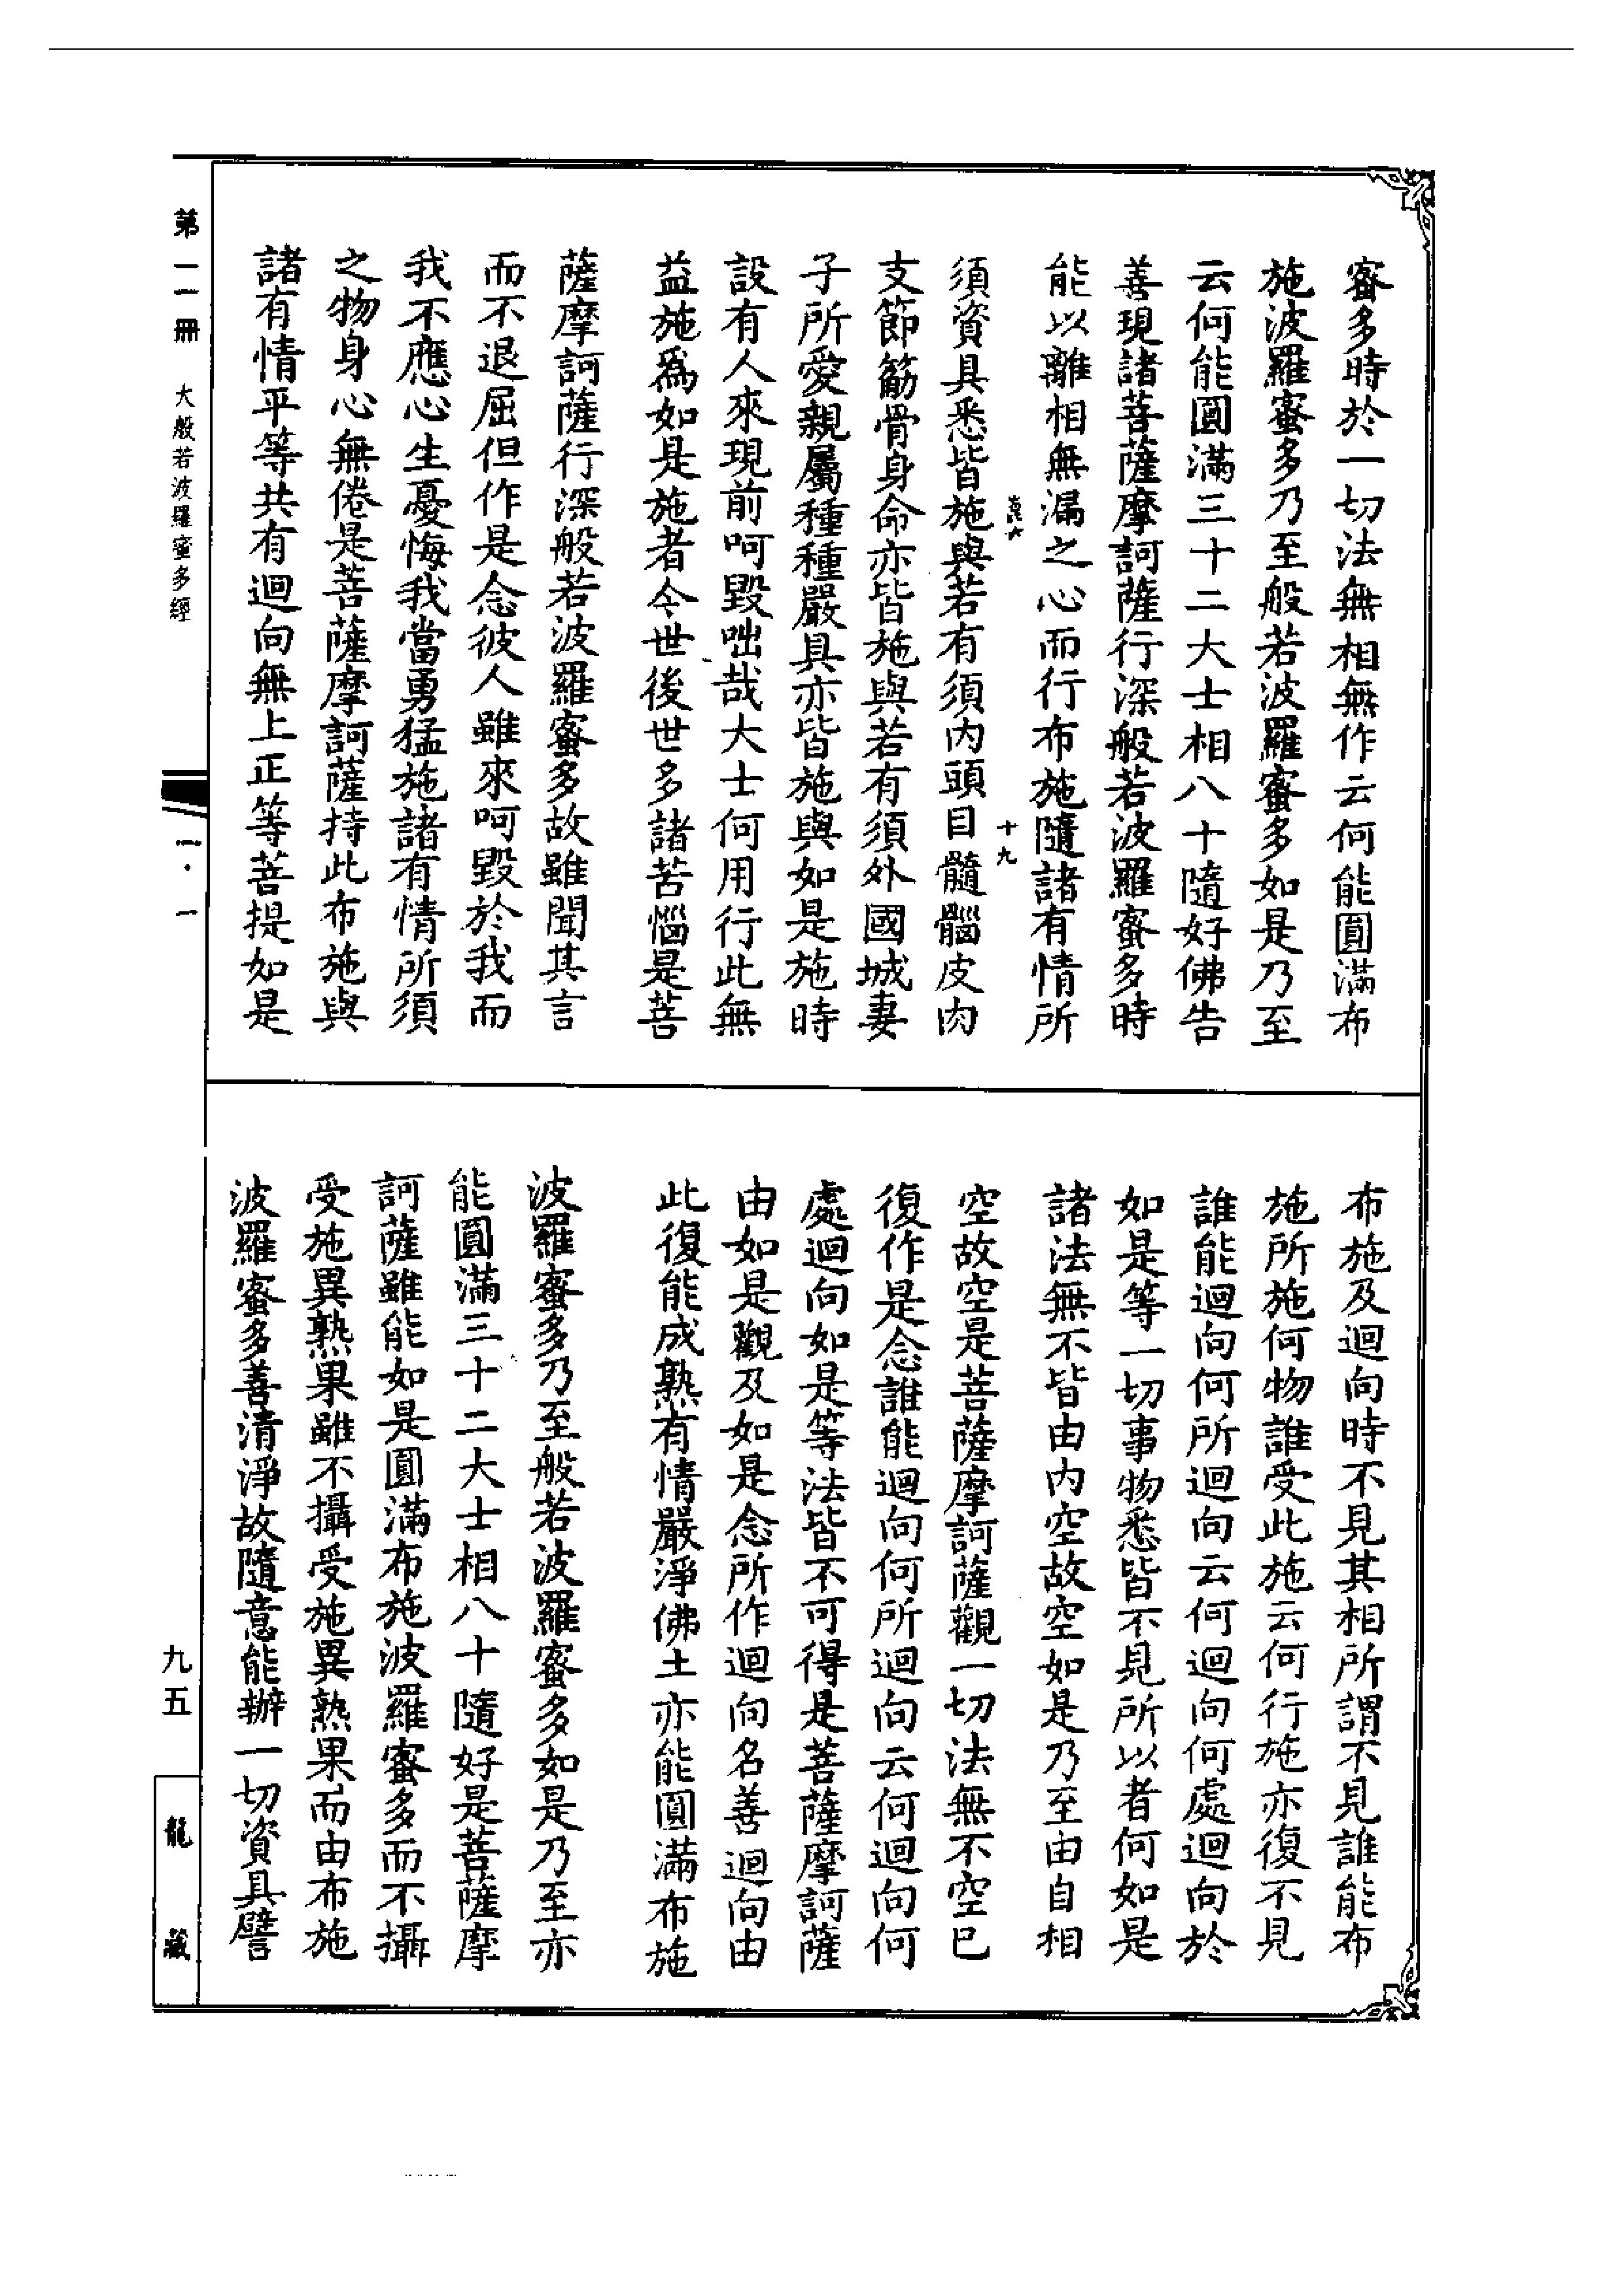 蜜多時於一切法無相無作云何能圓滿布
施波羅蜜多乃至般若波羅蜜多如是乃至
云何能圓滿三十二大士相八十隨好佛告
善現諸菩薩摩訶薩行深般若波羅蜜多時
能以離相無漏之心而行布施隨諸有情所
十九
須資具悉皆施與若有須內頭目髓腦皮肉
支節筋骨身命亦皆施與若有須外國城妻
子所愛親屬種種嚴具亦皆施與如是施時
設有人來現前呵毀咄哉大士何用行此無
益施為如是施者今世後世多諸苦惱是菩
薩摩訶薩行深般若波羅蜜多故雖聞其言
而不退屈但作是念彼人雖來呵毀於我而
我不應心生憂悔我當勇猛施諸有情所須
之物身心無倦是菩薩摩訶薩持此布施與
諸有情平等共有迴向無上正等菩提如是
布施及迴向時不見其相所謂不見誰能布
施所施何物誰受此施云何行施亦復不見
誰能迴向何所迴向云何迴向何處迴向於
如是等一切事物悉皆不見所以者何如是
諸法無不皆由內空故空如是乃至由自相
空故空是菩薩摩訶薩觀一切法無不空已
復作是念誰能迴向何所迴向云何迴向何
處迴向如是等法皆不可得是菩薩摩訶薩
由如是觀及如是念所作迴向名善迴向由
此復能成熟有情嚴淨佛土亦能圓滿布施
波羅蜜多乃至般若波羅蜜多如是乃至亦
能圓滿三十二大士相八十隨好是菩薩摩
訶薩雖能如是圓滿布施波羅蜜多而不攝
受施異熟果雖不攝受施異熟果而由布施
波羅蜜多善清淨故隨意能辦一切資具譬
第一一冊 大般若波羅蜜多經
一·一
九五
龍藏